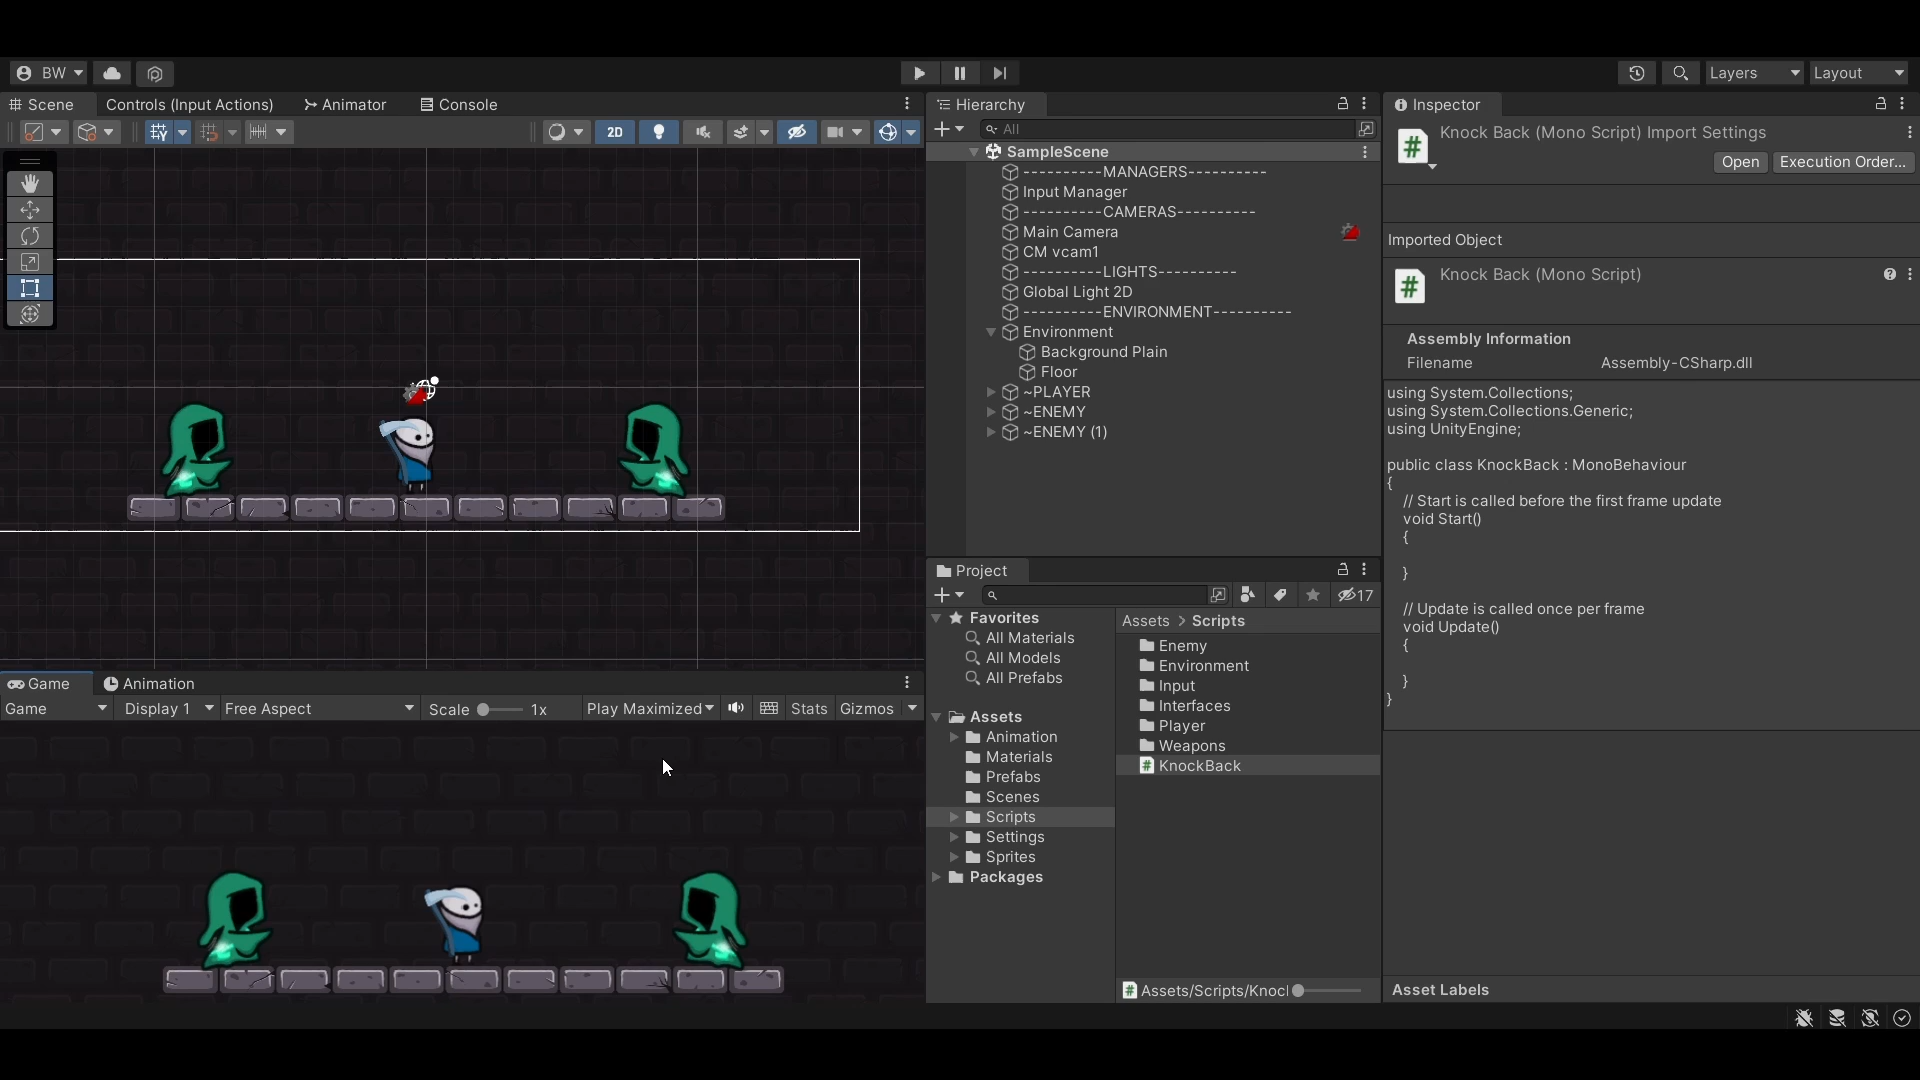 BW
Layers
Layout
Scene
Controls (Input Actions)
Animator
Console
2D
Hierarchy
All
SampleScene
----------MANAGERS----------
Input Manager
----------CAMERAS----------
Main Camera
CM vcam1
----------LIGHTS----------
Global Light 2D
----------ENVIRONMENT----------
Environment
Background Plain
Floor
~PLAYER
~ENEMY
~ENEMY (1)
Inspector
Knock Back (Mono Script) Import Settings
Open
Execution Order...
Imported Object
Knock Back (Mono Script)
Assembly Information
Filename Assembly-CSharp.dll
using System.Collections;
using System.Collections.Generic;
using UnityEngine;
public class KnockBack : MonoBehaviour
{
// Start is called before the first frame update
void Start()
{
}
// Update is called once per frame
void Update()
{
}
}
Asset Labels
Project
17
Favorites
All Materials
All Models
All Prefabs
Assets
Animation
Materials
Prefabs
Scenes
Scripts
Settings
Sprites
Packages
Assets > Scripts
Enemy
Environment
Input
Interfaces
Player
Weapons
KnockBack
Assets/Scripts/Knocl
Game
Animation
Game
Display 1
Free Aspect
Scale
1x
Play Maximized
Stats
Gizmos